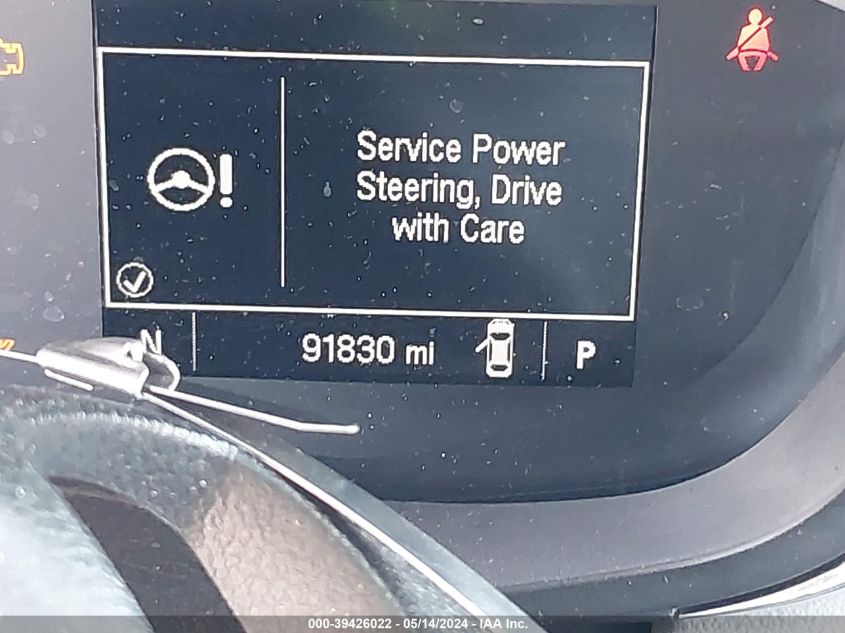 Service Power
Steering, Drive
with Care
N
91830 mi
P
000-39426022 - 05/14/2024 - IAA Inc.